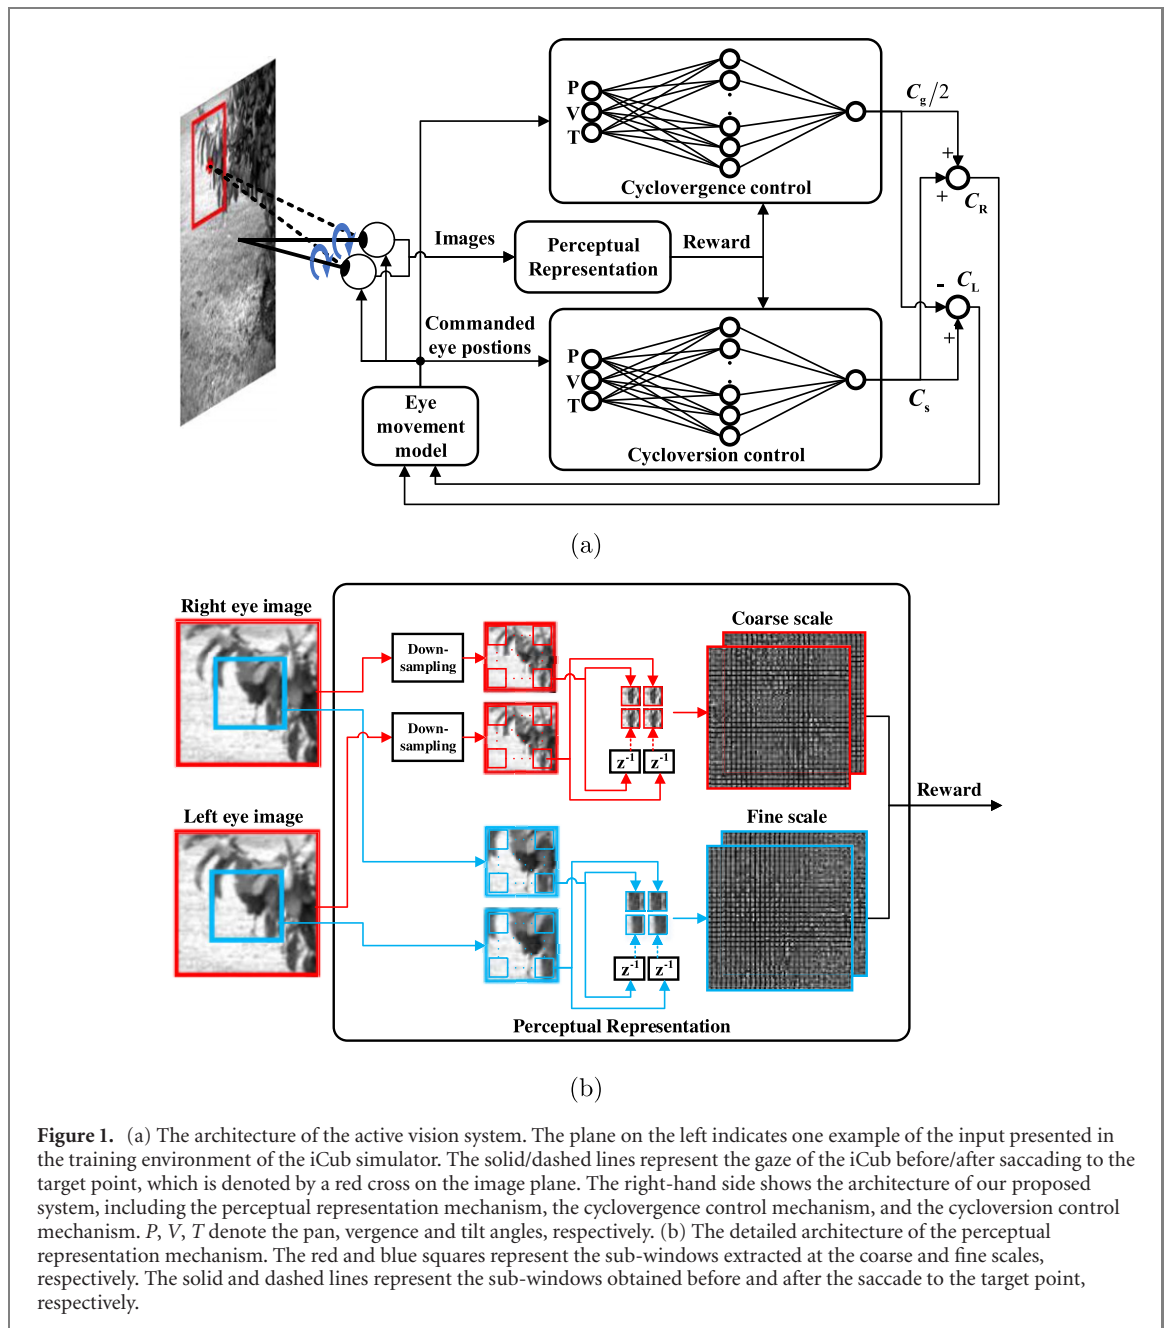 P
V
T
Cyclovergence control
C_g/2
+
+
C_R
Images
Perceptual
Representation
Reward
-
C_L
+
Commanded
eye postions
P
V
T
Cycloversion control
C_s
Eye
movement
model
(a)
Right eye image
Down-
sampling
Down-
sampling
z^-1
z^-1
Coarse scale
Reward
Left eye image
z^-1
z^-1
Fine scale
Perceptual Representation
(b)
Figure 1. (a) The architecture of the active vision system. The plane on the left indicates one example of the input presented in
the training environment of the iCub simulator. The solid/dashed lines represent the gaze of the iCub before/after saccading to the
target point, which is denoted by a red cross on the image plane. The right-hand side shows the architecture of our proposed
system, including the perceptual representation mechanism, the cyclovergence control mechanism, and the cycloversion control
mechanism. P, V, T denote the pan, vergence and tilt angles, respectively. (b) The detailed architecture of the perceptual
representation mechanism. The red and blue squares represent the sub-windows extracted at the coarse and fine scales,
respectively. The solid and dashed lines represent the sub-windows obtained before and after the saccade to the target point,
respectively.